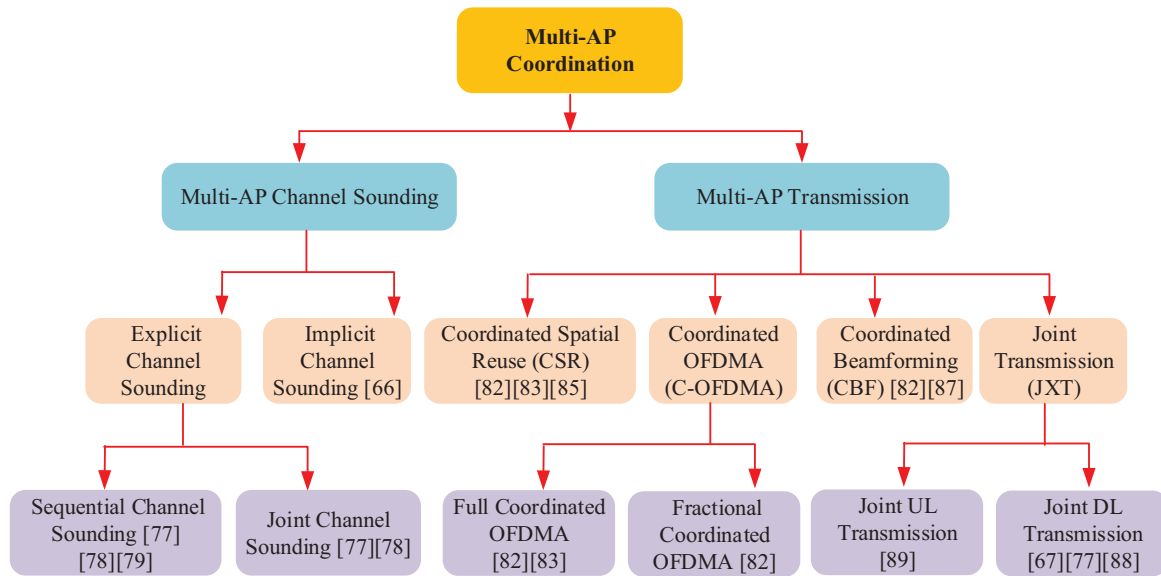 Multi-AP
Coordination
Multi-AP Channel Sounding
Multi-AP Transmission
Explicit
Channel
Sounding
Implicit
Channel
Sounding [66]
Coordinated Spatial
Reuse (CSR)
[82][83][85]
Coordinated
OFDMA
(C-OFDMA)
Coordinated
Beamforming
(CBF) [82][87]
Joint
Transmission
(JXT)
Sequential Channel
Sounding [77]
[78][79]
Joint Channel
Sounding [77][78]
Full Coordinated
OFDMA
[82][83]
Fractional
Coordinated
OFDMA [82]
Joint UL
Transmission
[89]
Joint DL
Transmission
[67][77][88]